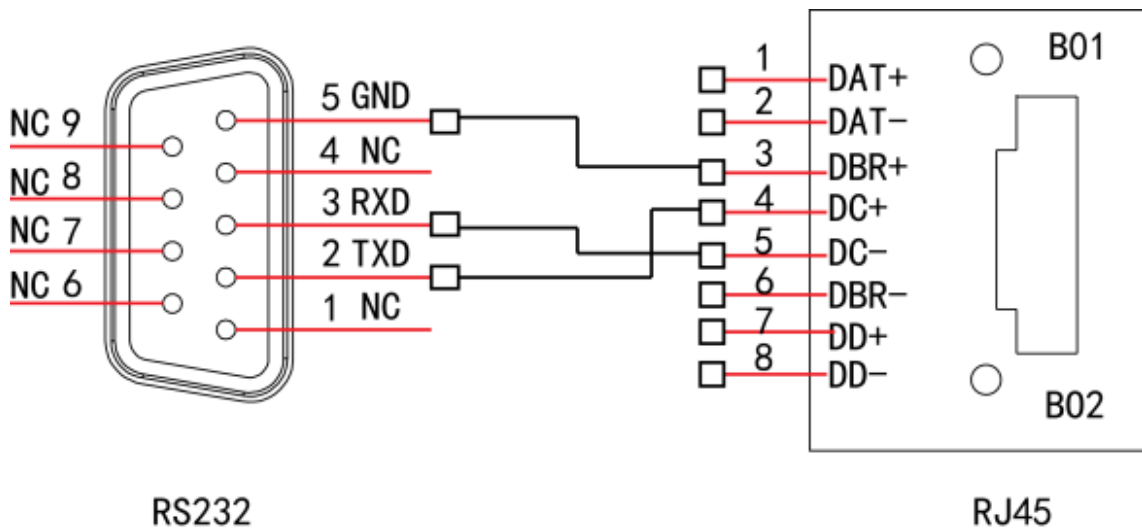 NC 9
NC 8
NC 7
NC 6
5 GND
4 NC
3 RXD
2 TXD
1 NC
1 DAT+
2 DAT-
3 DBR+
4 DC+
5 DC-
6 DBR-
7 DD+
8 DD-
B01
B02
RS232
RJ45